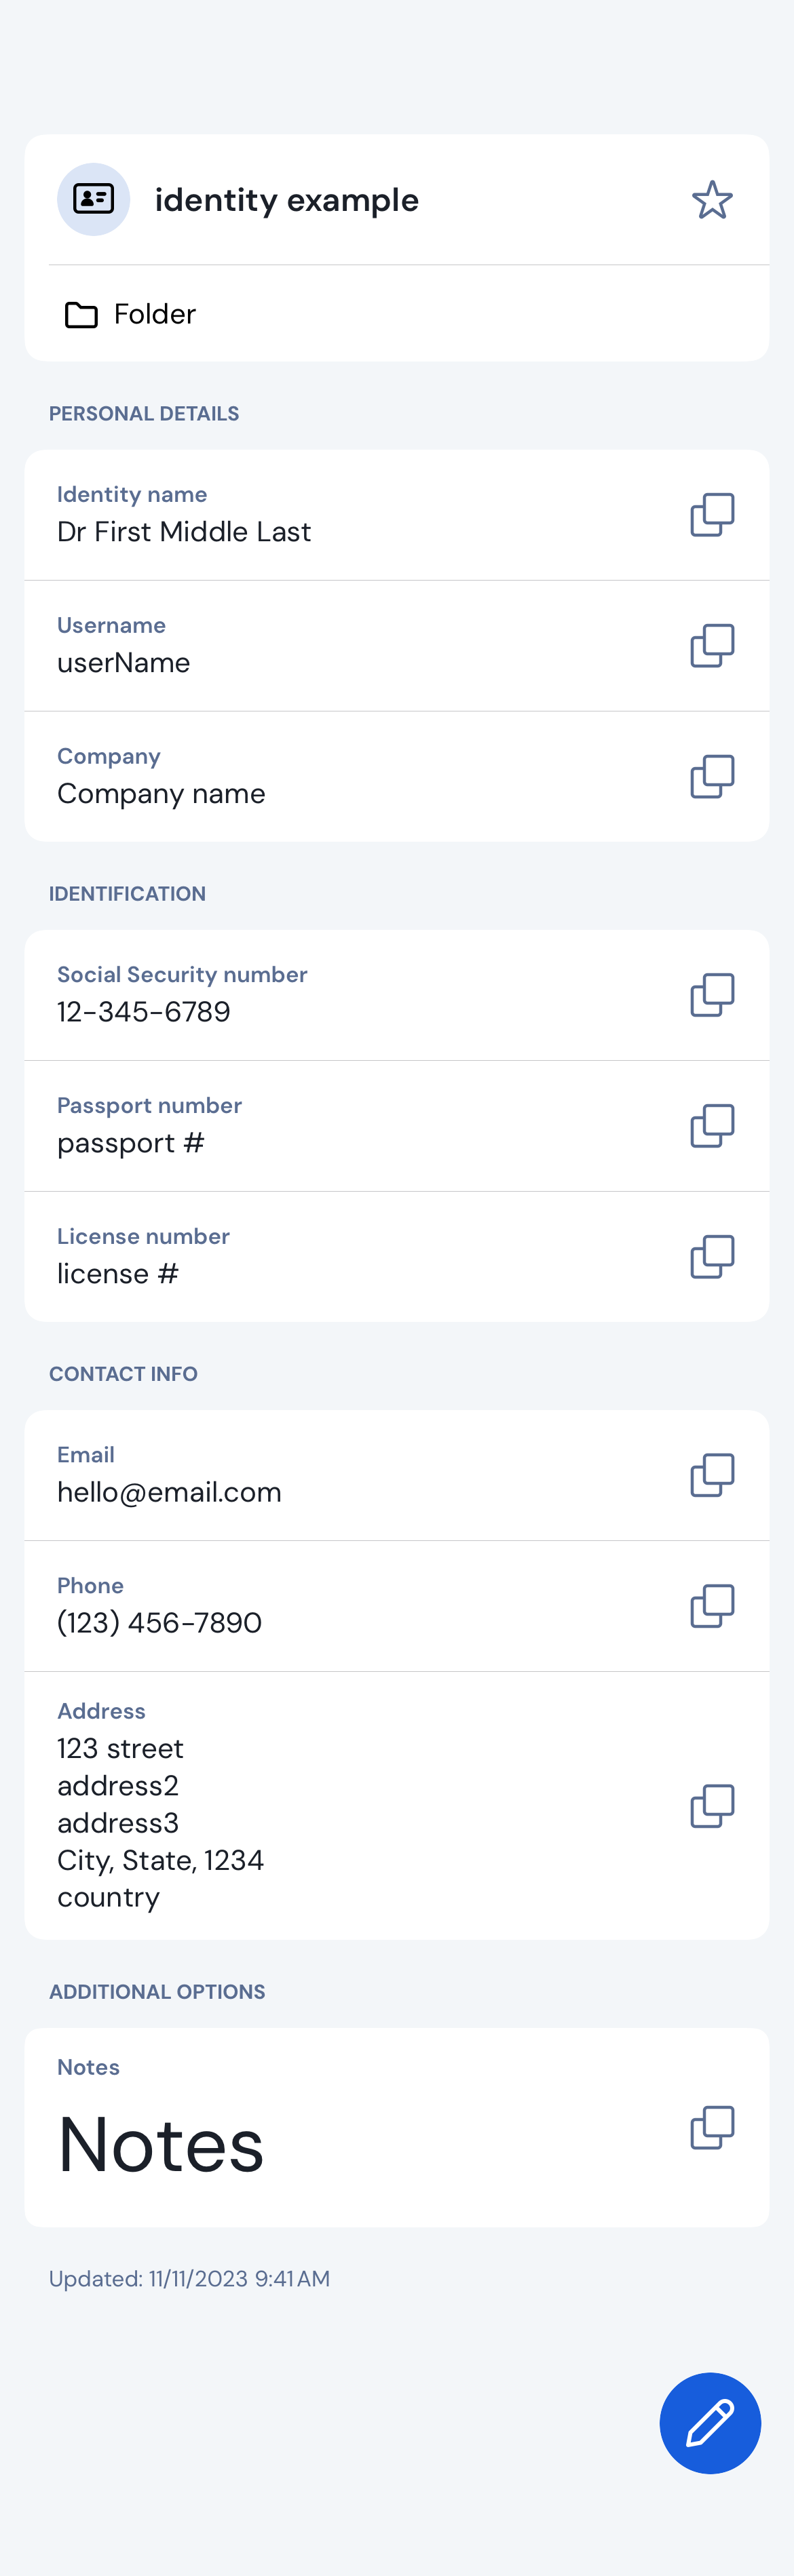 identity example
Folder
PERSONAL DETAILS
Identity name
Dr First Middle Last
Username
userName
Company
Company name
IDENTIFICATION
Social Security number
12-345-6789
Passport number
passport #
License number
license #
CONTACT INFO
Email
hello@email.com
Phone
(123) 456-7890
Address
123 street
address2
address3
City, State, 1234
country
ADDITIONAL OPTIONS
Notes
Notes
Updated: 11/11/2023 9:41 AM